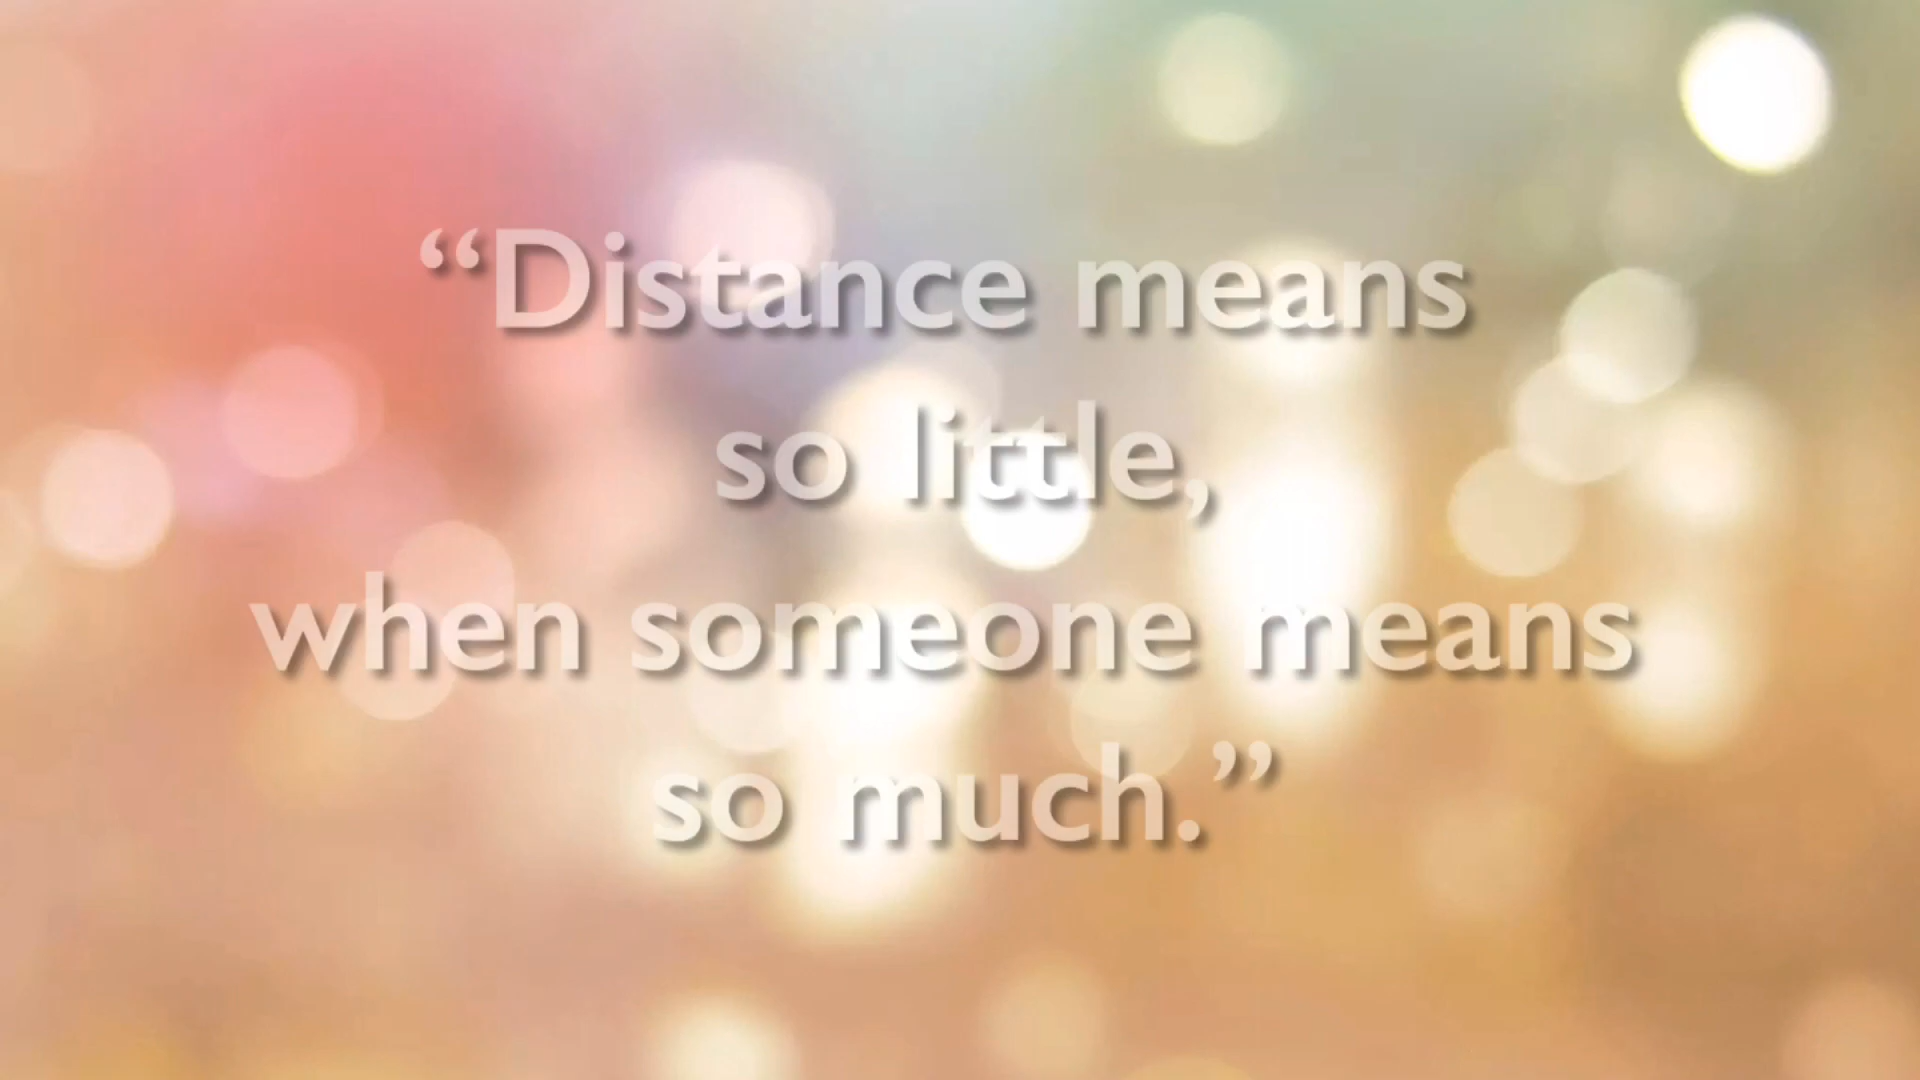 “Distance means
so little,
when someone means
so much.”